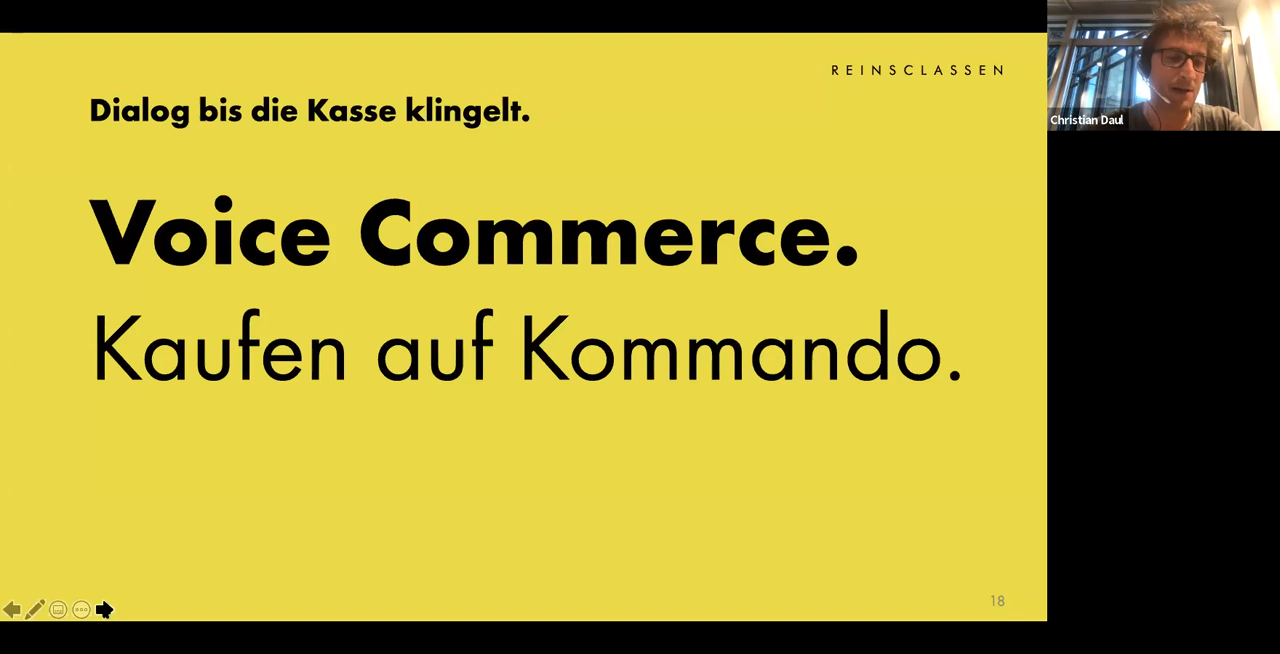 REINSCLASSEN
Dialog bis die Kasse klingelt.
Voice Commerce.
Kaufen auf Kommando.
18
Christian Daul